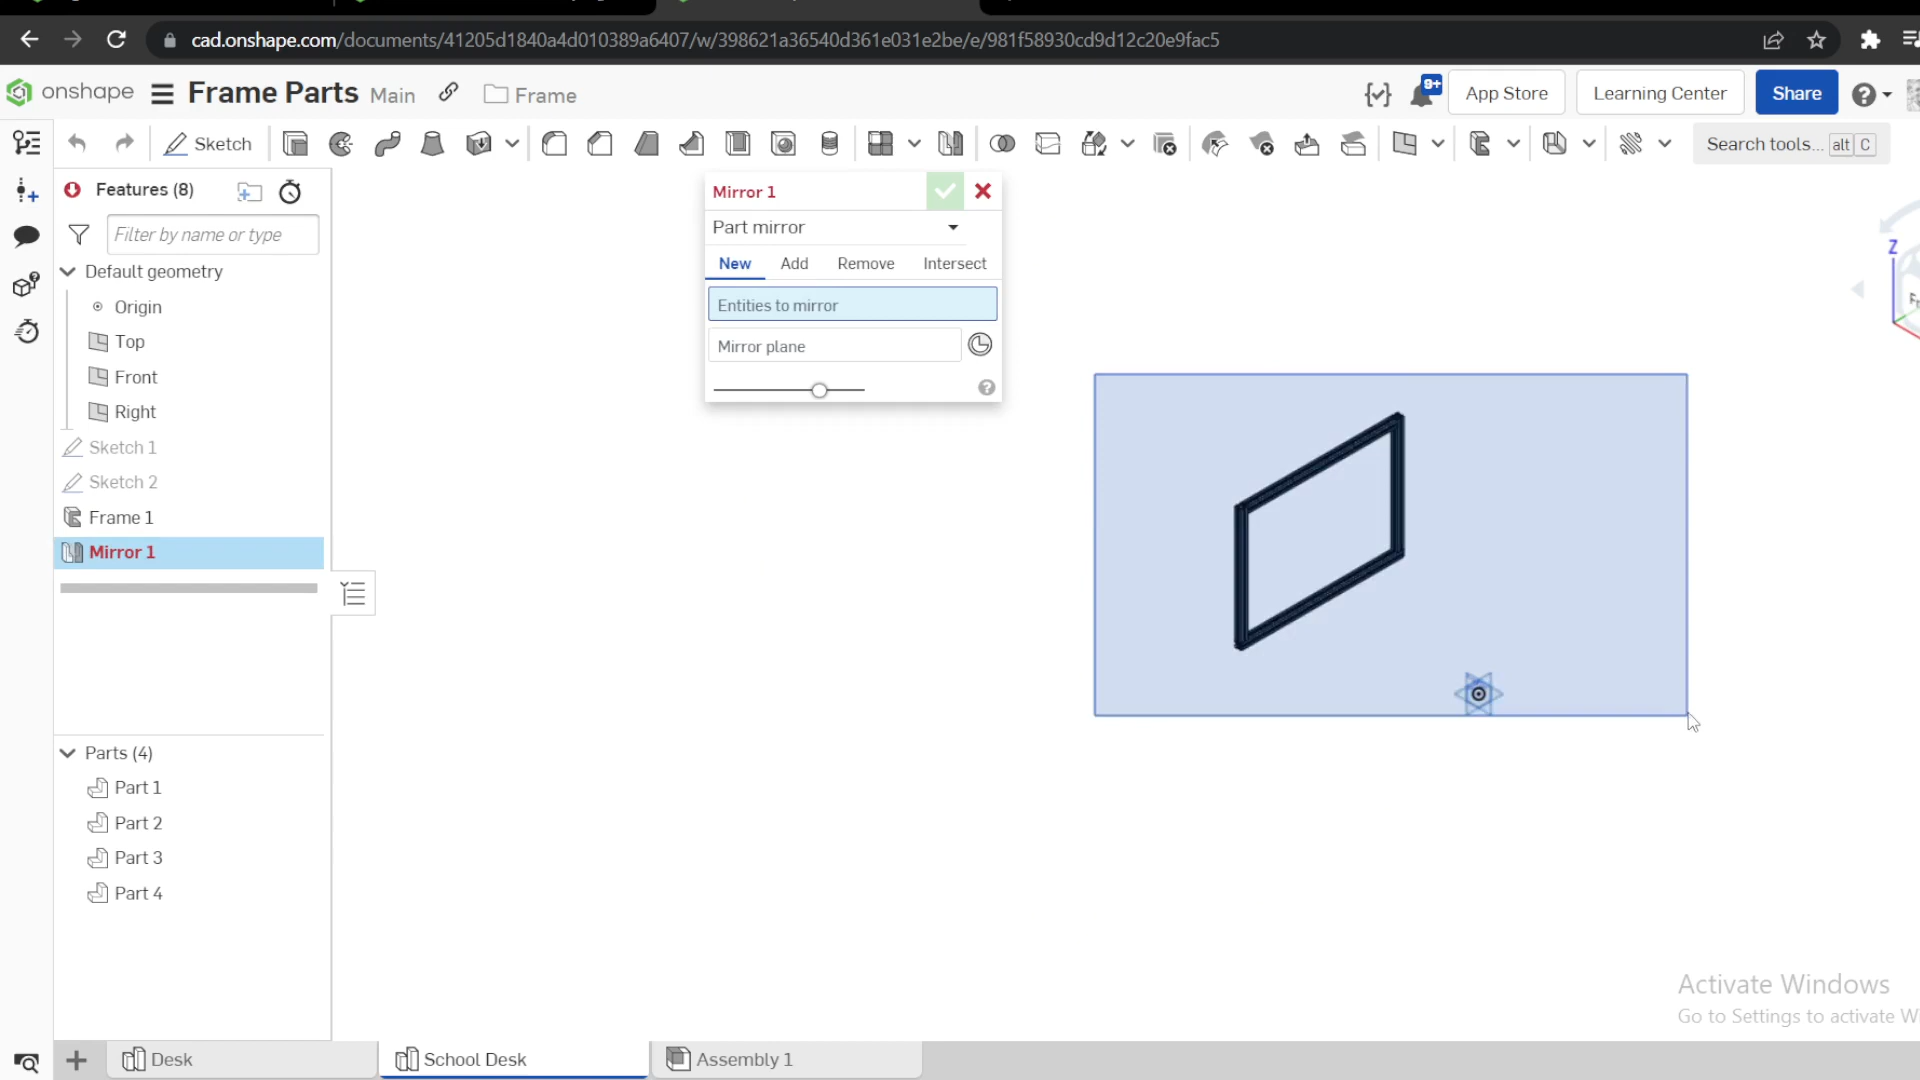 cad.onshape.com/documents/41205d1840a4d010389a6407/w/398621a36540d361e031e2be/e/981f58930cd9d12c20e9fac5
onshape Frame Parts Main Frame 9+ App Store Learning Center Share
Sketch Search tools... alt C
Features (8)
Filter by name or type
Default geometry
Origin
Top
Front
Right
Sketch 1
Sketch 2
Frame 1
Mirror 1
Parts (4)
Part 1
Part 2
Part 3
Part 4
Mirror 1
Part mirror
New Add Remove Intersect
Entities to mirror
Mirror plane
Z
Activate Windows
Go to Settings to activate W
Desk School Desk Assembly 1